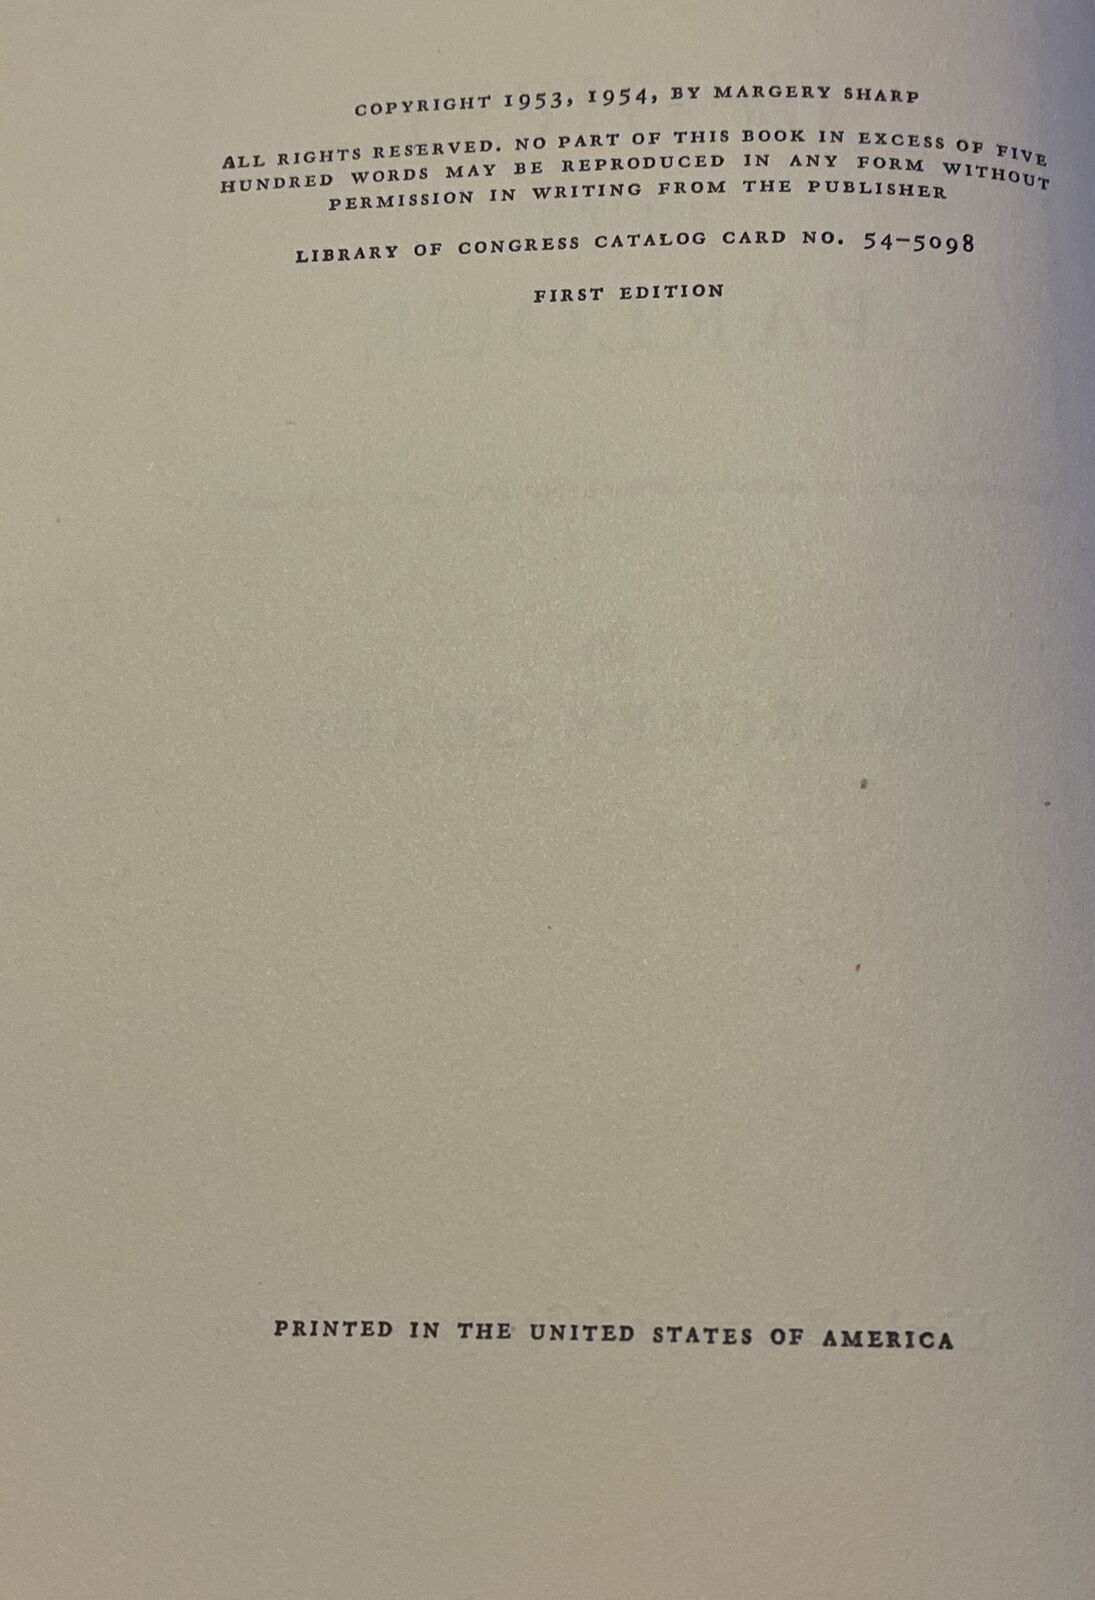 COPYRIGHT 1953, 1954, BY MARGERY SHARP
ALL RIGHTS RESERVED. NO PART OF THIS BOOK IN EXCESS OF FIVE
HUNDRED WORDS MAY BE REPRODUCED IN ANY FORM WITHOUT
PERMISSION IN WRITING FROM THE PUBLISHER
LIBRARY OF CONGRESS CATALOG CARD NO. 54–5098
FIRST EDITION
PRINTED IN THE UNITED STATES OF AMERICA